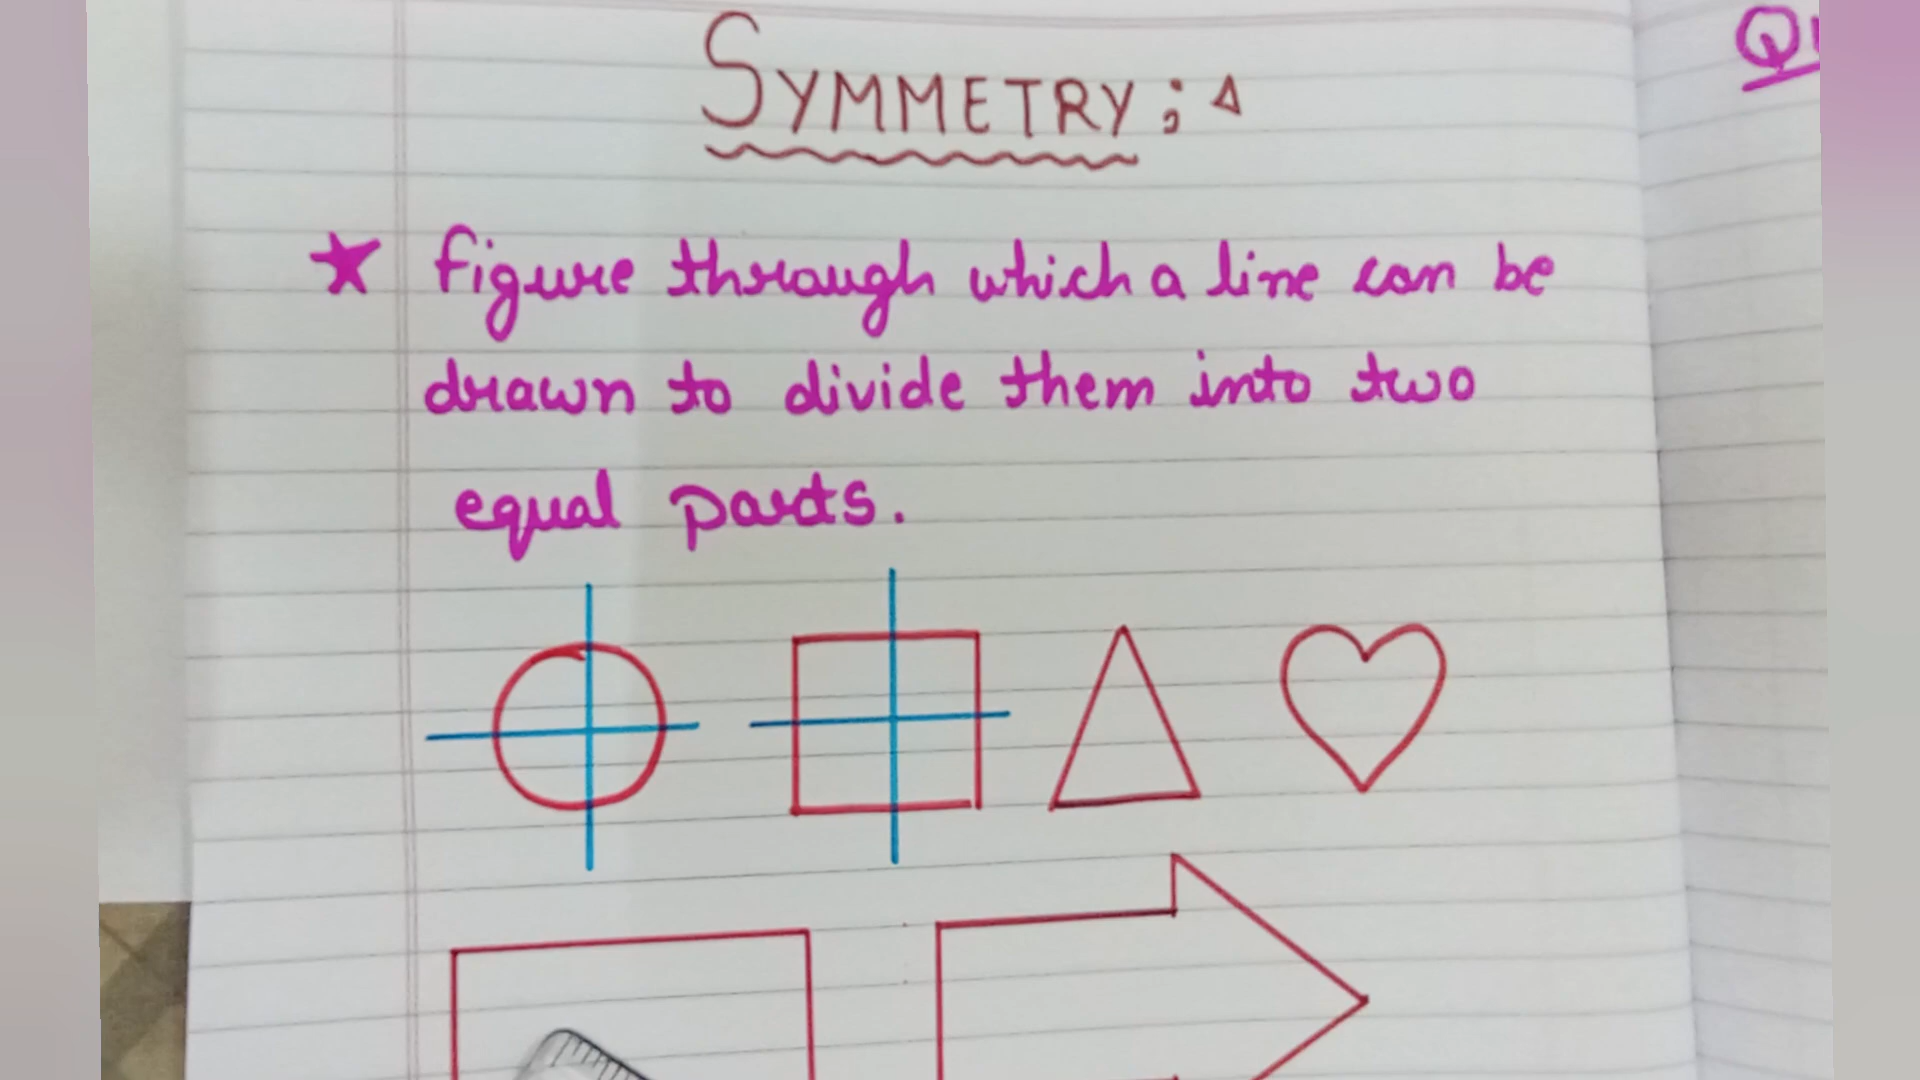 SYMMETRY ;
★ figure through which a line can be
drawn to divide them into two
equal parts.